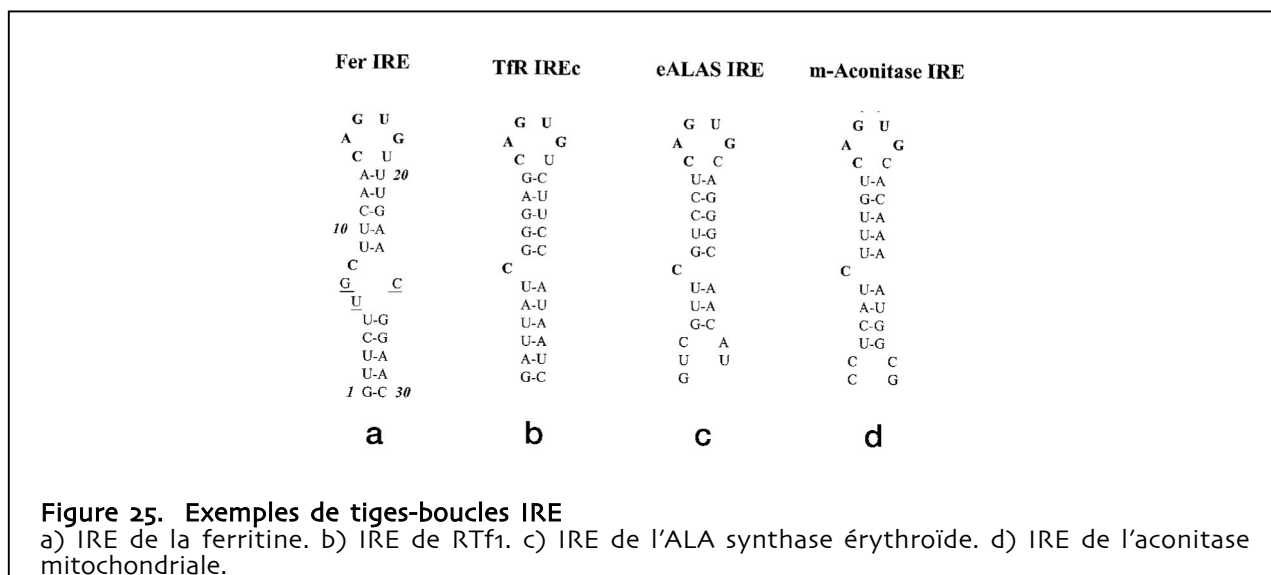 Fer IRE
G U
A G
C U
A-U 20
A-U
C-G
10 U-A
U-A
C
G C
U
U-G
C-G
U-A
U-A
1 G-C 30
a
TfR IREc
G U
A G
C U
G-C
A-U
G-U
G-C
G-C
C
U-A
A-U
U-A
U-A
A-U
G-C
b
eALAS IRE
G U
A G
C C
U-A
C-G
C-G
U-G
G-C
C
U-A
U-A
G-C
C A
U U
G
c
m-Aconitase IRE
G U
A G
C C
U-A
G-C
U-A
U-A
U-A
C
U-A
A-U
C-G
U-G
C C
C G
d
Figure 25. Exemples de tiges-boucles IRE
a) IRE de la ferritine. b) IRE de RTf1. c) IRE de l'ALA synthase érythroïde. d) IRE de l'aconitase
mitochondriale.